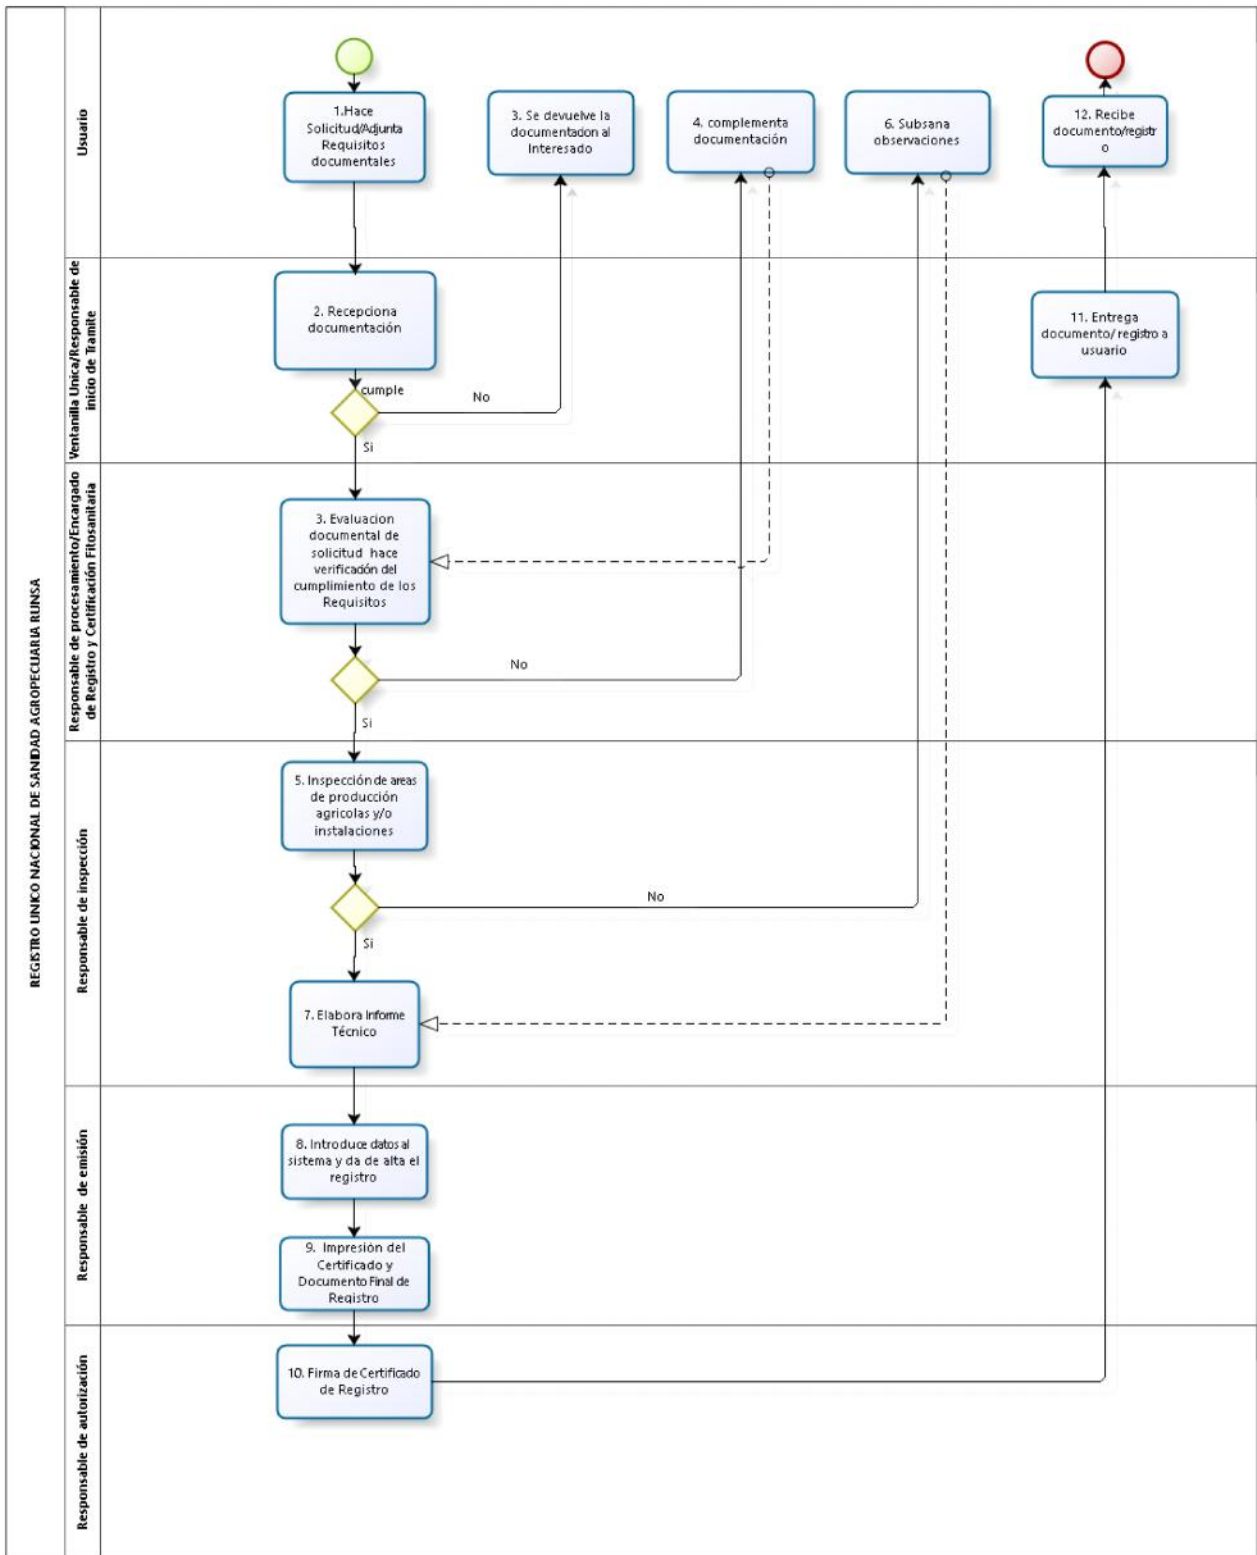 REGISTRO UNICO NACIONAL DE SANIDAD AGROPECUARIA RUNSA
Usuario
1.Hace
Solicitud/Adjunta
Requisitos
documentales
3. Se devuelve la
documentacion al
Interesado
4. complementa
documentación
6. Subsana
observaciones
12. Recibe
documento/registr
o
Ventanilla Unica/Responsable de
inicio de Tramite
2. Recepciona
documentación
cumple
No
Si
11. Entrega
documento/ registro a
usuario
Responsable de procesamiento/Encargado
de Registro y Certificación Fitosanitaria
3. Evaluacion
documental de
solicitud hace
verificación del
cumplimiento de los
Requisitos
No
Si
Responsable de inspección
5. Inspección de areas
de producción
agricolas y/o
instalaciones
No
Si
7. Elabora Informe
Técnico
Responsable de emisión
8. Introduce datos al
sistema y da de alta el
registro
9. Impresión del
Certificado y
Documento Final de
Registro
Responsable de autorización
10. Firma de Certificado
de Registro